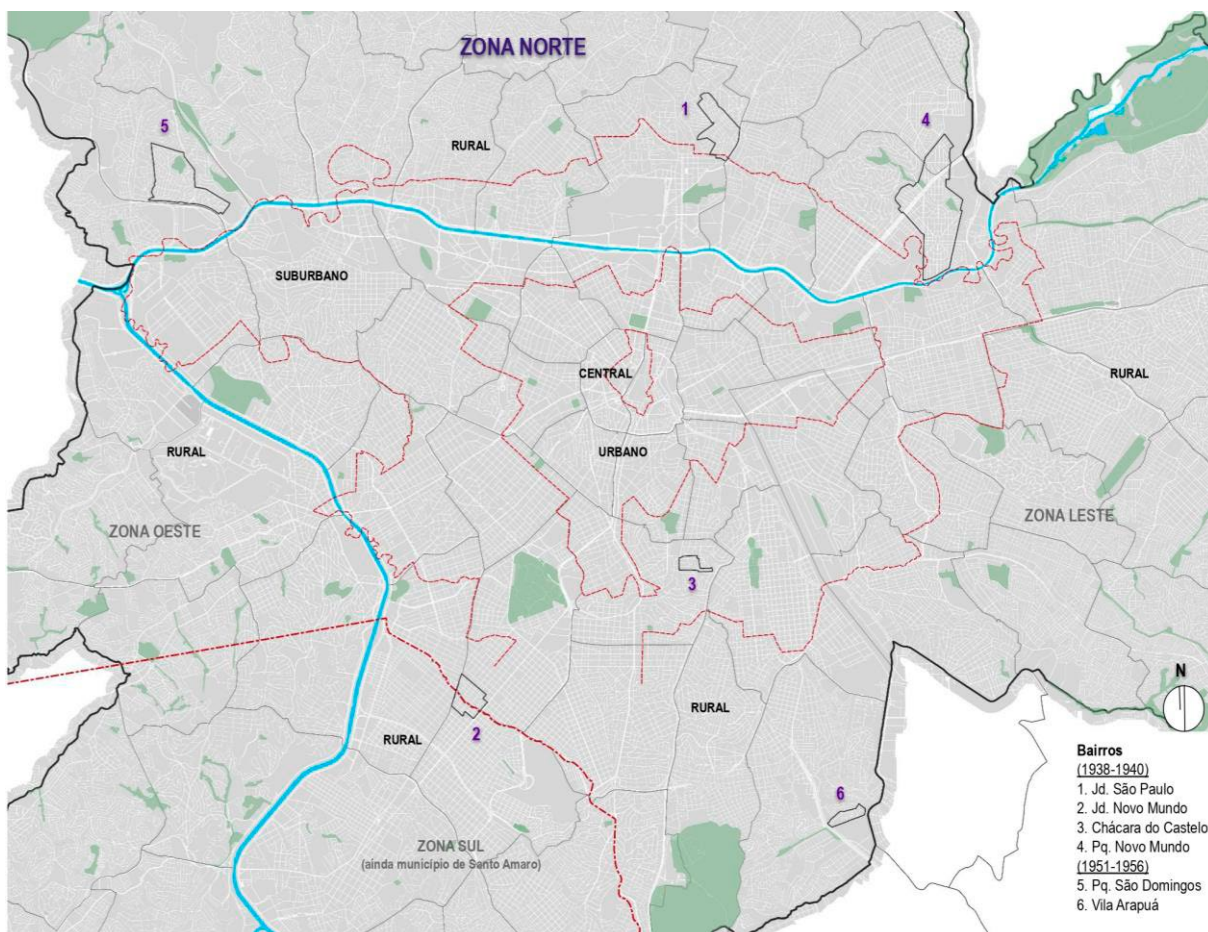 ZONA NORTE
1
5
4
RURAL
RURAL
SUBURBANO
CENTRAL
RURAL
URBANO
RURAL
ZONA OESTE
ZONA LESTE
3
N
2
RURAL
RURAL
6
ZONA SUL
(ainda município de Santo Amaro)
Bairros
(1938-1940)
1. Jd. São Paulo
2. Jd. Novo Mundo
3. Chácara do Castelo
4. Pq. Novo Mundo
(1951-1956)
5. Pq. São Domingos
6. Vila Arapuá